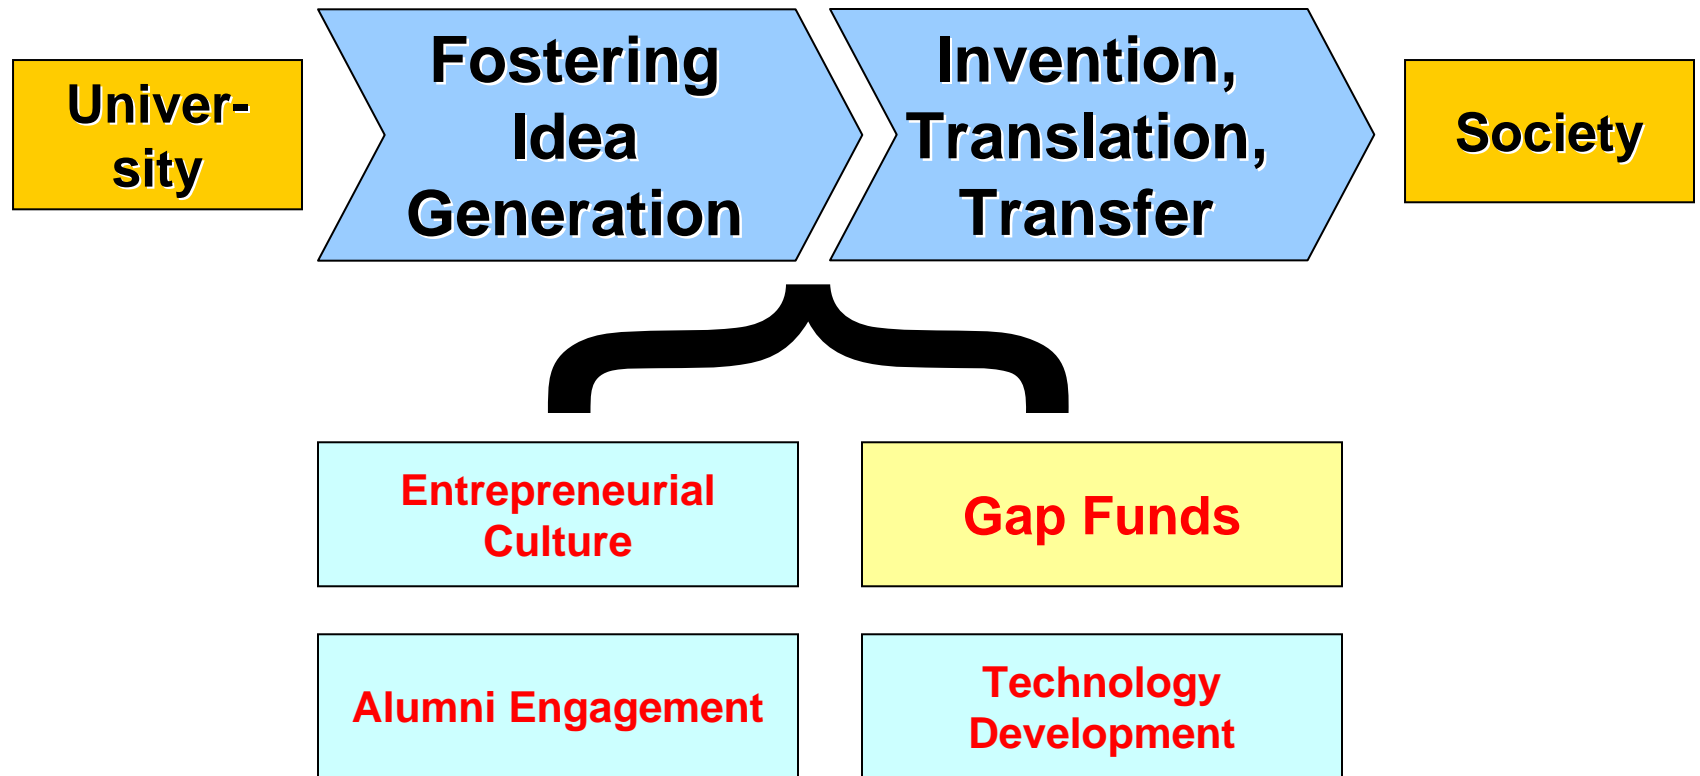 Univer-
sity
Fostering
Idea
Generation
Invention,
Translation,
Transfer
Society
Entrepreneurial
Culture
Gap Funds
Alumni Engagement
Technology
Development